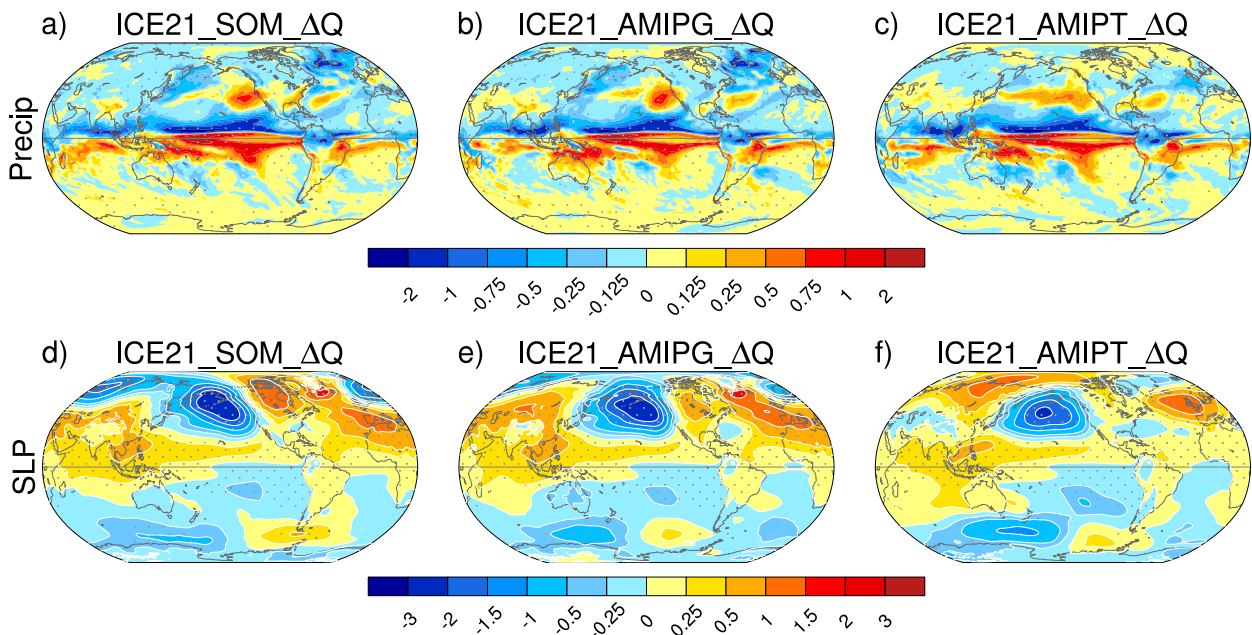 a) ICE21_SOM_ΔQ b) ICE21_AMIPG_ΔQ c) ICE21_AMIPT_ΔQ
Precip
-2 -1 -0.75 -0.5 -0.25 -0.125 0 0.125 0.25 0.5 0.75 1 2
d) ICE21_SOM_ΔQ e) ICE21_AMIPG_ΔQ f) ICE21_AMIPT_ΔQ
SLP
-3 -2 -1.5 -1 -0.5 -0.25 0 0.25 0.5 1 1.5 2 3